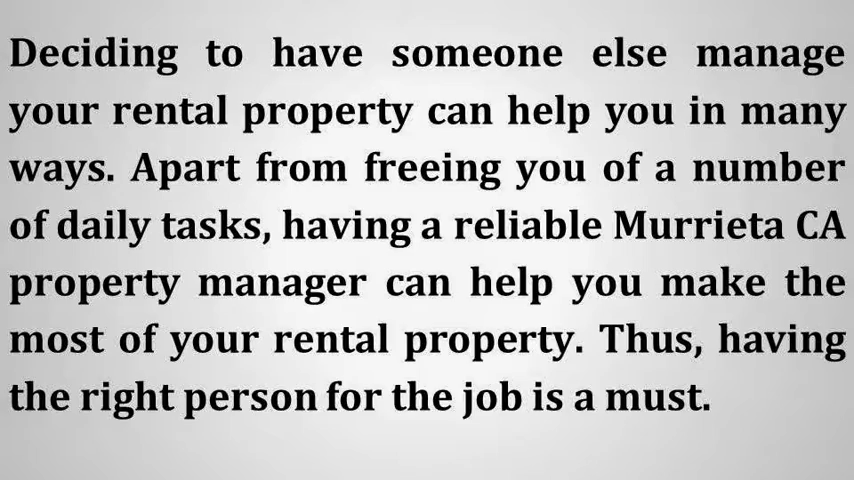 Deciding to have someone else manage
your rental property can help you in many
ways. Apart from freeing you of a number
of daily tasks, having a reliable Murrieta CA
property manager can help you make the
most of your rental property. Thus, having
the right person for the job is a must.